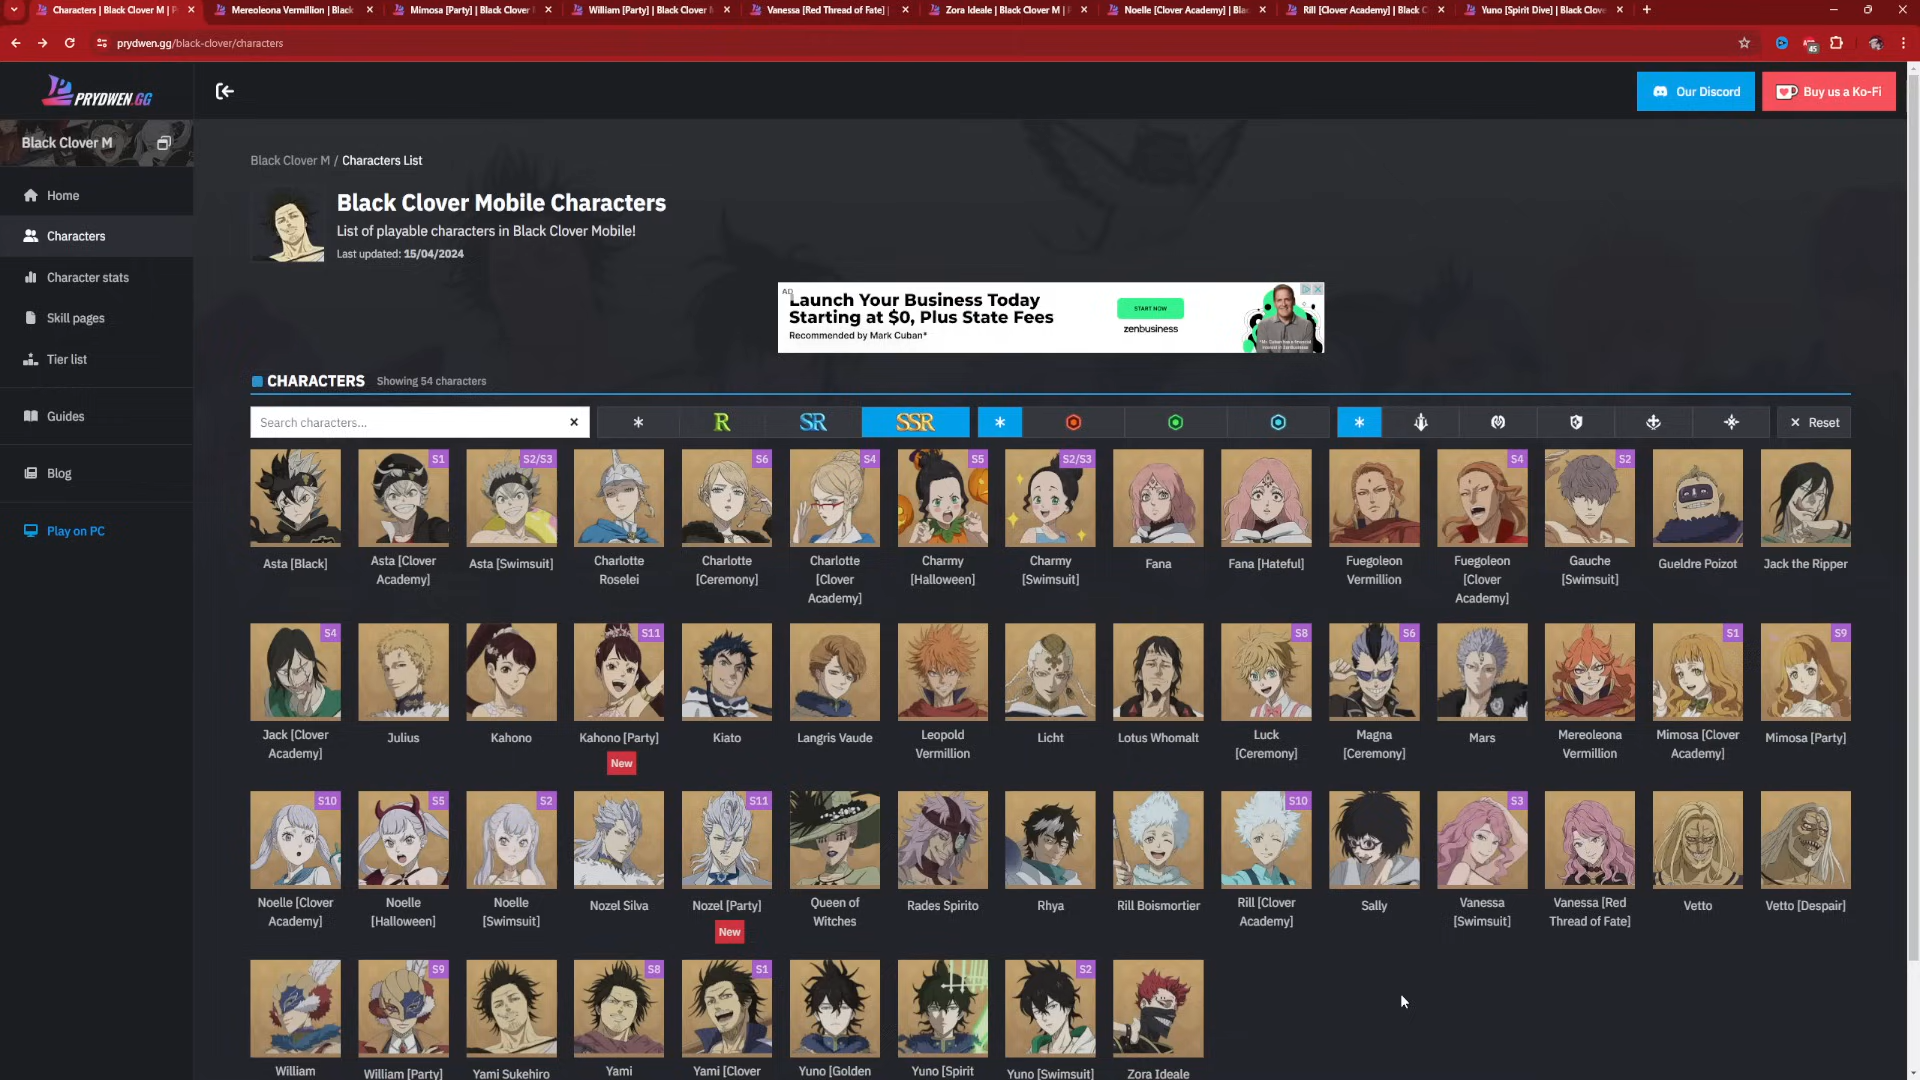 Characters | Black Clover M | P
Mereoleona Vermillion | Black
Mimosa [Party] | Black Clover
William [Party] | Black Clover
Vanessa [Red Thread of Fate] |
Zora Ideale | Black Clover M |
Noelle [Clover Academy] | Bla
Rill [Clover Academy] | Black C
Yuno [Spirit Dive] | Black Clove
prydwen.gg/black-clover/characters
45
PRYDWEN.GG
Our Discord
Buy us a Ko-Fi
Black Clover M
Home
Characters
Character stats
Skill pages
Tier list
Guides
Blog
Play on PC
Black Clover M / Characters List
Black Clover Mobile Characters
List of playable characters in Black Clover Mobile!
Last updated: 15/04/2024
AD
Launch Your Business Today
Starting at $0, Plus State Fees
Recommended by Mark Cuban*
START NOW
zenbusiness
CHARACTERS Showing 54 characters
Search characters...
R
SR
SSR
Reset
S1 S2/S3 S6 S4 S5 S2/S3 S4 S2
Asta [Black]
Asta [Clover
Academy]
Asta [Swimsuit]
Charlotte
Roselei
Charlotte
[Ceremony]
Charlotte
[Clover
Academy]
Charmy
[Halloween]
Charmy
[Swimsuit]
Fana
Fana [Hateful]
Fuegoleon
Vermillion
Fuegoleon
[Clover
Academy]
Gauche
[Swimsuit]
Gueldre Poizot
Jack the Ripper
S4 S11 S8 S6 S1 S9
Jack [Clover
Academy]
Julius
Kahono
Kahono [Party]
New
Kiato
Langris Vaude
Leopold
Vermillion
Licht
Lotus Whomalt
Luck
[Ceremony]
Magna
[Ceremony]
Mars
Mereoleona
Vermillion
Mimosa [Clover
Academy]
Mimosa [Party]
S10 S5 S2 S11 S10 S3
Noelle [Clover
Academy]
Noelle
[Halloween]
Noelle
[Swimsuit]
Nozel Silva
Nozel [Party]
New
Queen of
Witches
Rades Spirito
Rhya
Rill Boismortier
Rill [Clover
Academy]
Sally
Vanessa
[Swimsuit]
Vanessa [Red
Thread of Fate]
Vetto
Vetto [Despair]
S9 S8 S1 S2
William
William [Party]
Yami Sukehiro
Yami
Yami [Clover
Yuno [Golden
Yuno [Spirit
Yuno [Swimsuit]
Zora Ideale